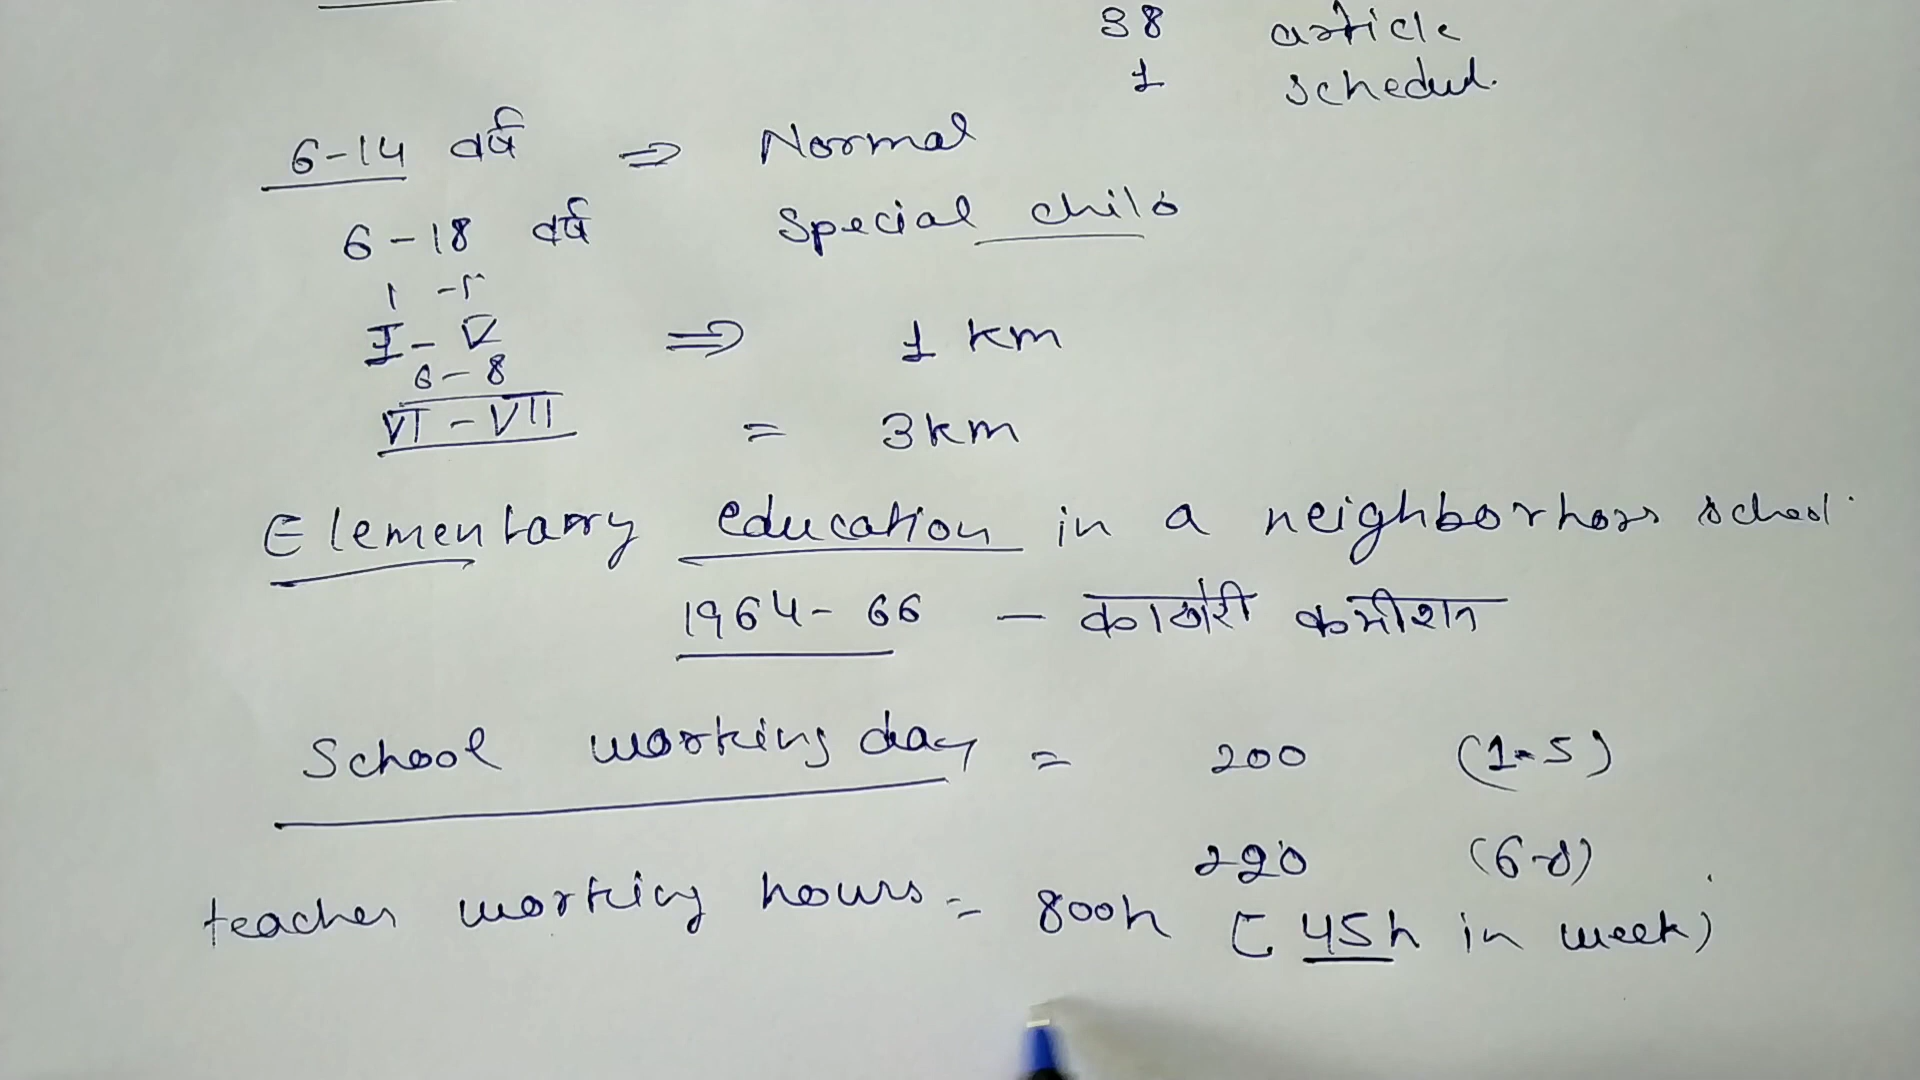 38 article
1 schedul.
6-14 वर्ष ⇒ Normal
6-18 वर्ष Special child
1 -5
I - V ⇒ 1 km
6-8
VI - VII = 3km
Elementary education in a neighborhood school
1964-66 - कोठारी कमीशन
School working day = 200 (1-5)
220 (6-8)
teacher working hours = 800h [45h in week)